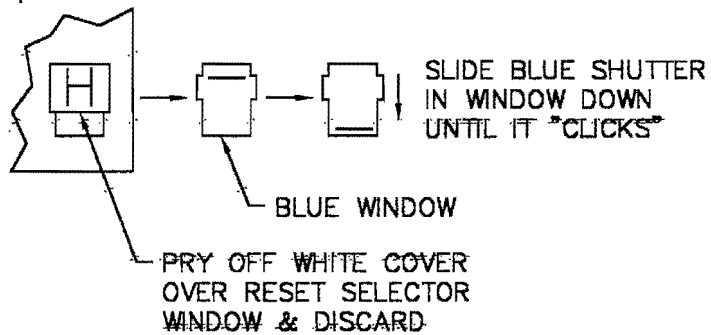 H
SLIDE BLUE SHUTTER
IN WINDOW DOWN
UNTIL IT "CLICKS"
BLUE WINDOW
PRY OFF WHITE COVER
OVER RESET SELECTOR
WINDOW & DISCARD